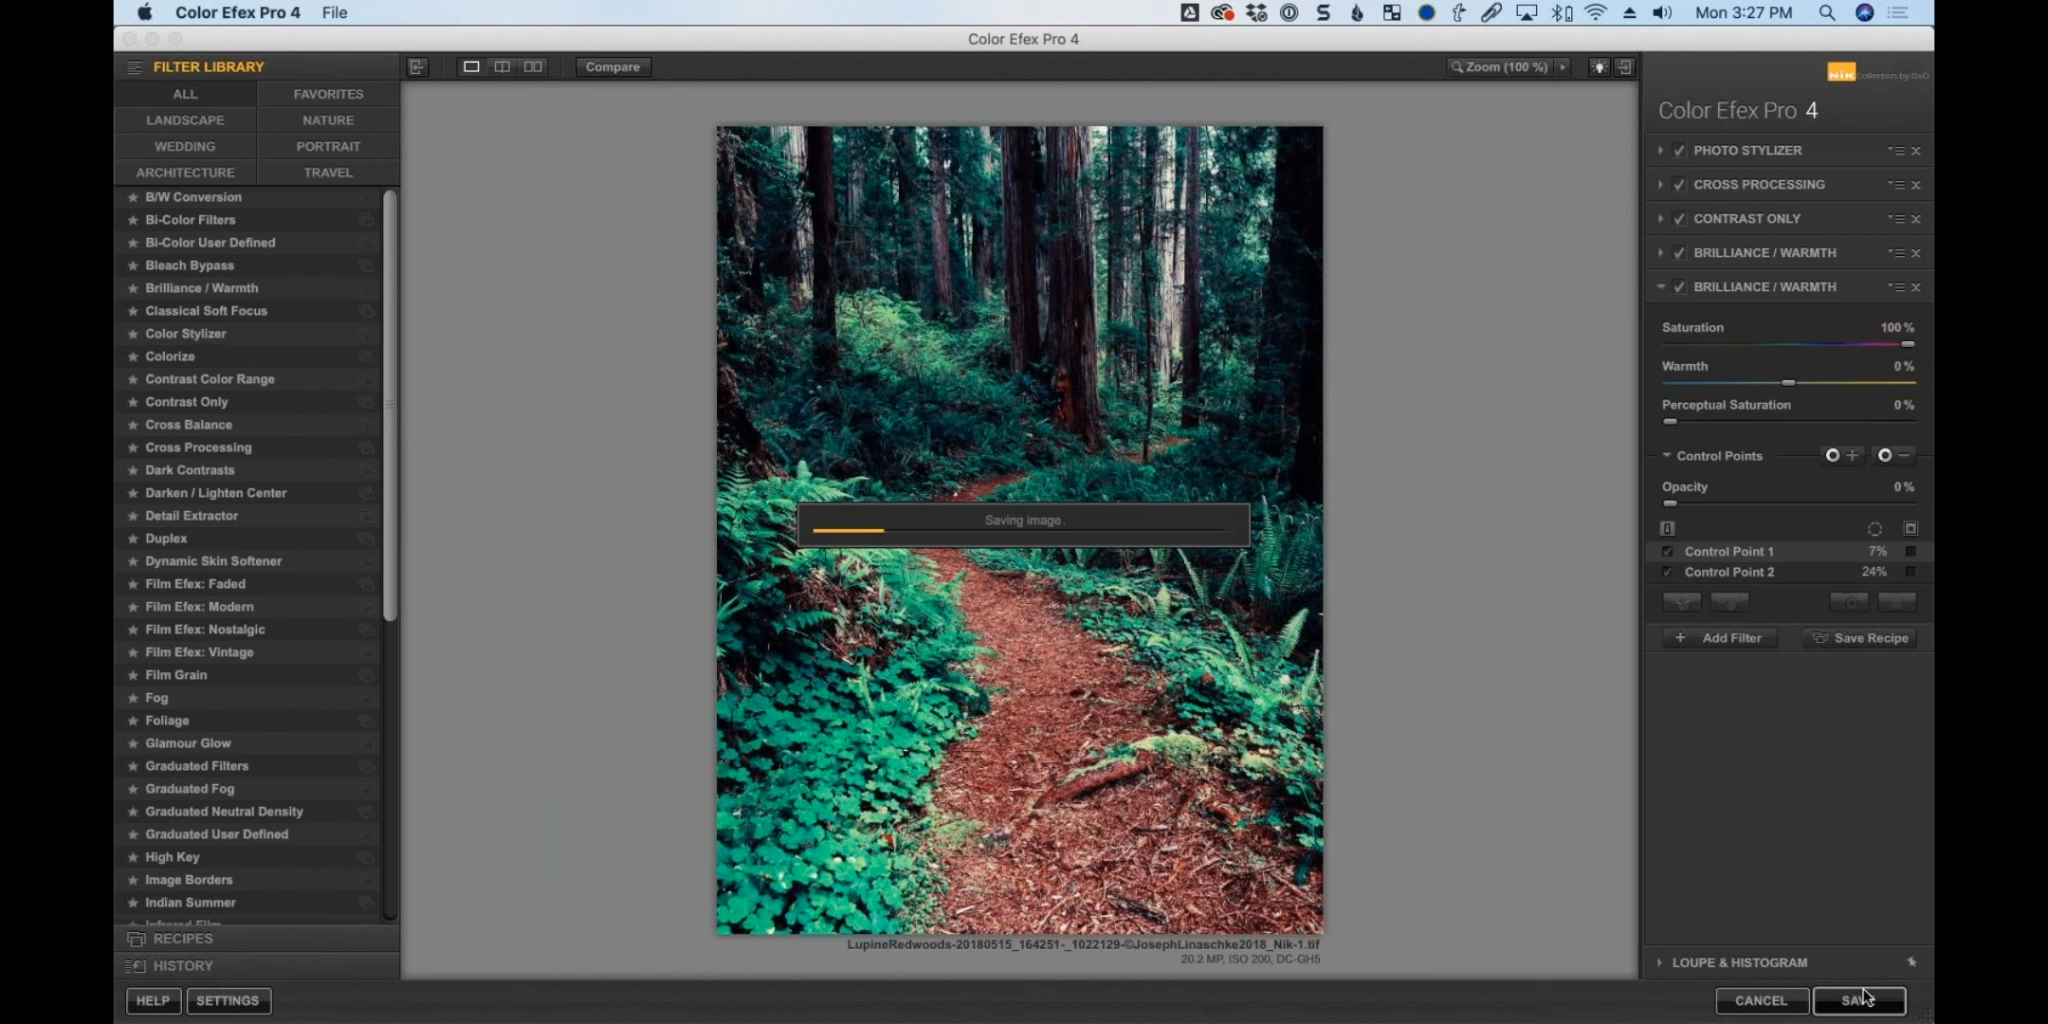 Color Efex Pro 4 File
Mon 3:27 PM
Color Efex Pro 4
FILTER LIBRARY
Compare
Zoom (100 %)
ALL
FAVORITES
LANDSCAPE
NATURE
WEDDING
PORTRAIT
ARCHITECTURE
TRAVEL
B/W Conversion
Bi-Color Filters
Bi-Color User Defined
Bleach Bypass
Brilliance / Warmth
Classical Soft Focus
Color Stylizer
Colorize
Contrast Color Range
Contrast Only
Cross Balance
Cross Processing
Dark Contrasts
Darken / Lighten Center
Detail Extractor
Duplex
Dynamic Skin Softener
Film Efex: Faded
Film Efex: Modern
Film Efex: Nostalgic
Film Efex: Vintage
Film Grain
Fog
Foliage
Glamour Glow
Graduated Filters
Graduated Fog
Graduated Neutral Density
Graduated User Defined
High Key
Image Borders
Indian Summer
Infrared Film
RECIPES
HISTORY
HELP
SETTINGS
Saving image.
LupineRedwoods-20180515_164251-_1022129-©JosephLinaschke2018_Nik-1.tif
20.2 MP, ISO 200, DC-GH5
Nik Collection by DxO
Color Efex Pro 4
PHOTO STYLIZER
CROSS PROCESSING
CONTRAST ONLY
BRILLIANCE / WARMTH
BRILLIANCE / WARMTH
Saturation 100 %
Warmth 0 %
Perceptual Saturation 0 %
Control Points
Opacity 0 %
Control Point 1 7%
Control Point 2 24%
Add Filter
Save Recipe
LOUPE & HISTOGRAM
CANCEL
SAVE